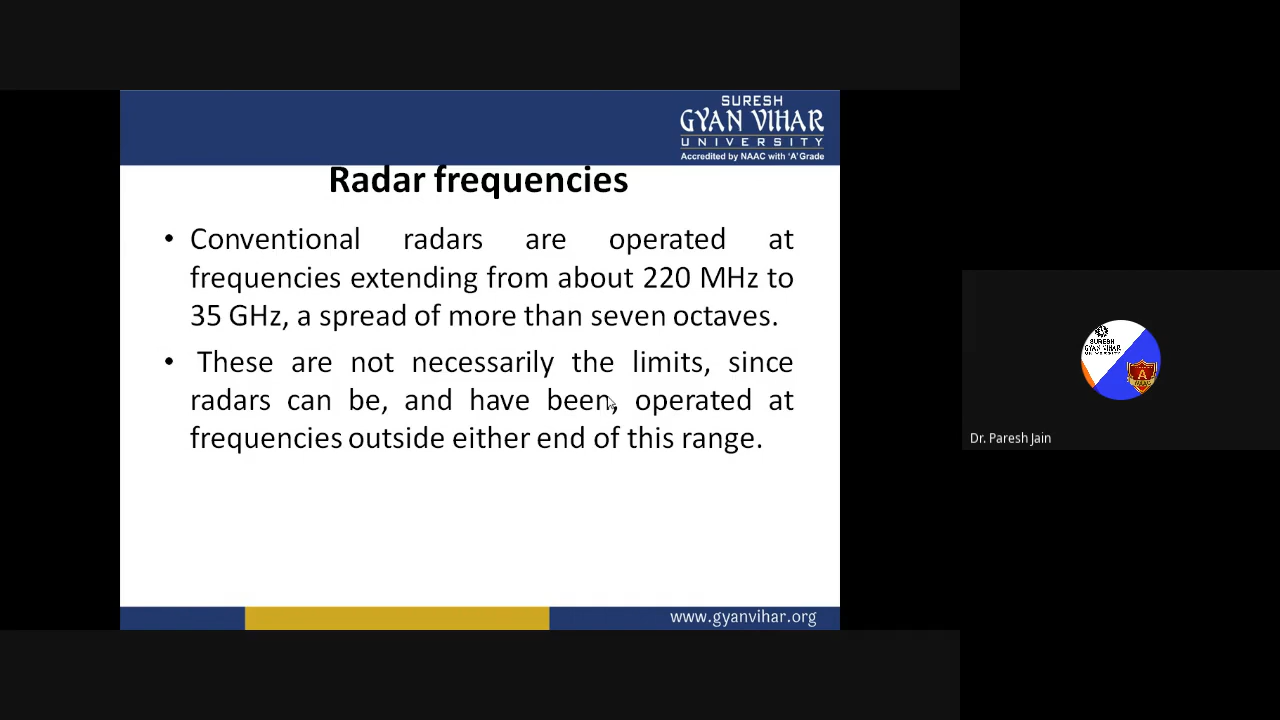 SURESH
GYAN VIHAR
UNIVERSITY
Accredited by NAAC with 'A' Grade
Radar frequencies
• Conventional radars are operated at
frequencies extending from about 220 MHz to
35 GHz, a spread of more than seven octaves.
• These are not necessarily the limits, since
radars can be, and have been, operated at
frequencies outside either end of this range.
www.gyanvihar.org
SURESH
GYAN VIHAR
A
Dr. Paresh Jain